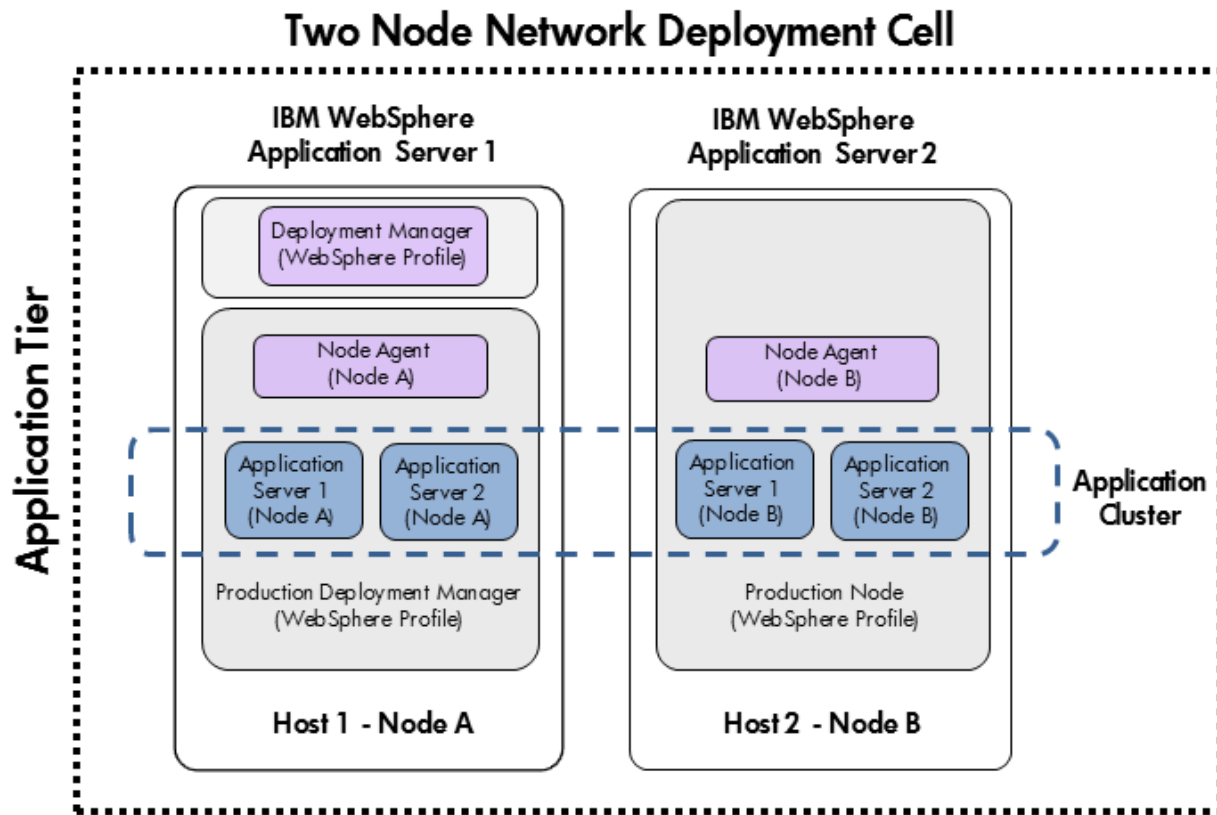 Two Node Network Deployment Cell
Application Tier
IBM WebSphere
Application Server 1
Deployment Manager
(WebSphere Profile)
Node Agent
(Node A)
Application
Server 1
(Node A)
Application
Server 2
(Node A)
Production Deployment Manager
(WebSphere Profile)
Host 1 - Node A
IBM WebSphere
Application Server 2
Node Agent
(Node B)
Application
Server 1
(Node B)
Application
Server 2
(Node B)
Production Node
(WebSphere Profile)
Host 2 - Node B
Application
Cluster